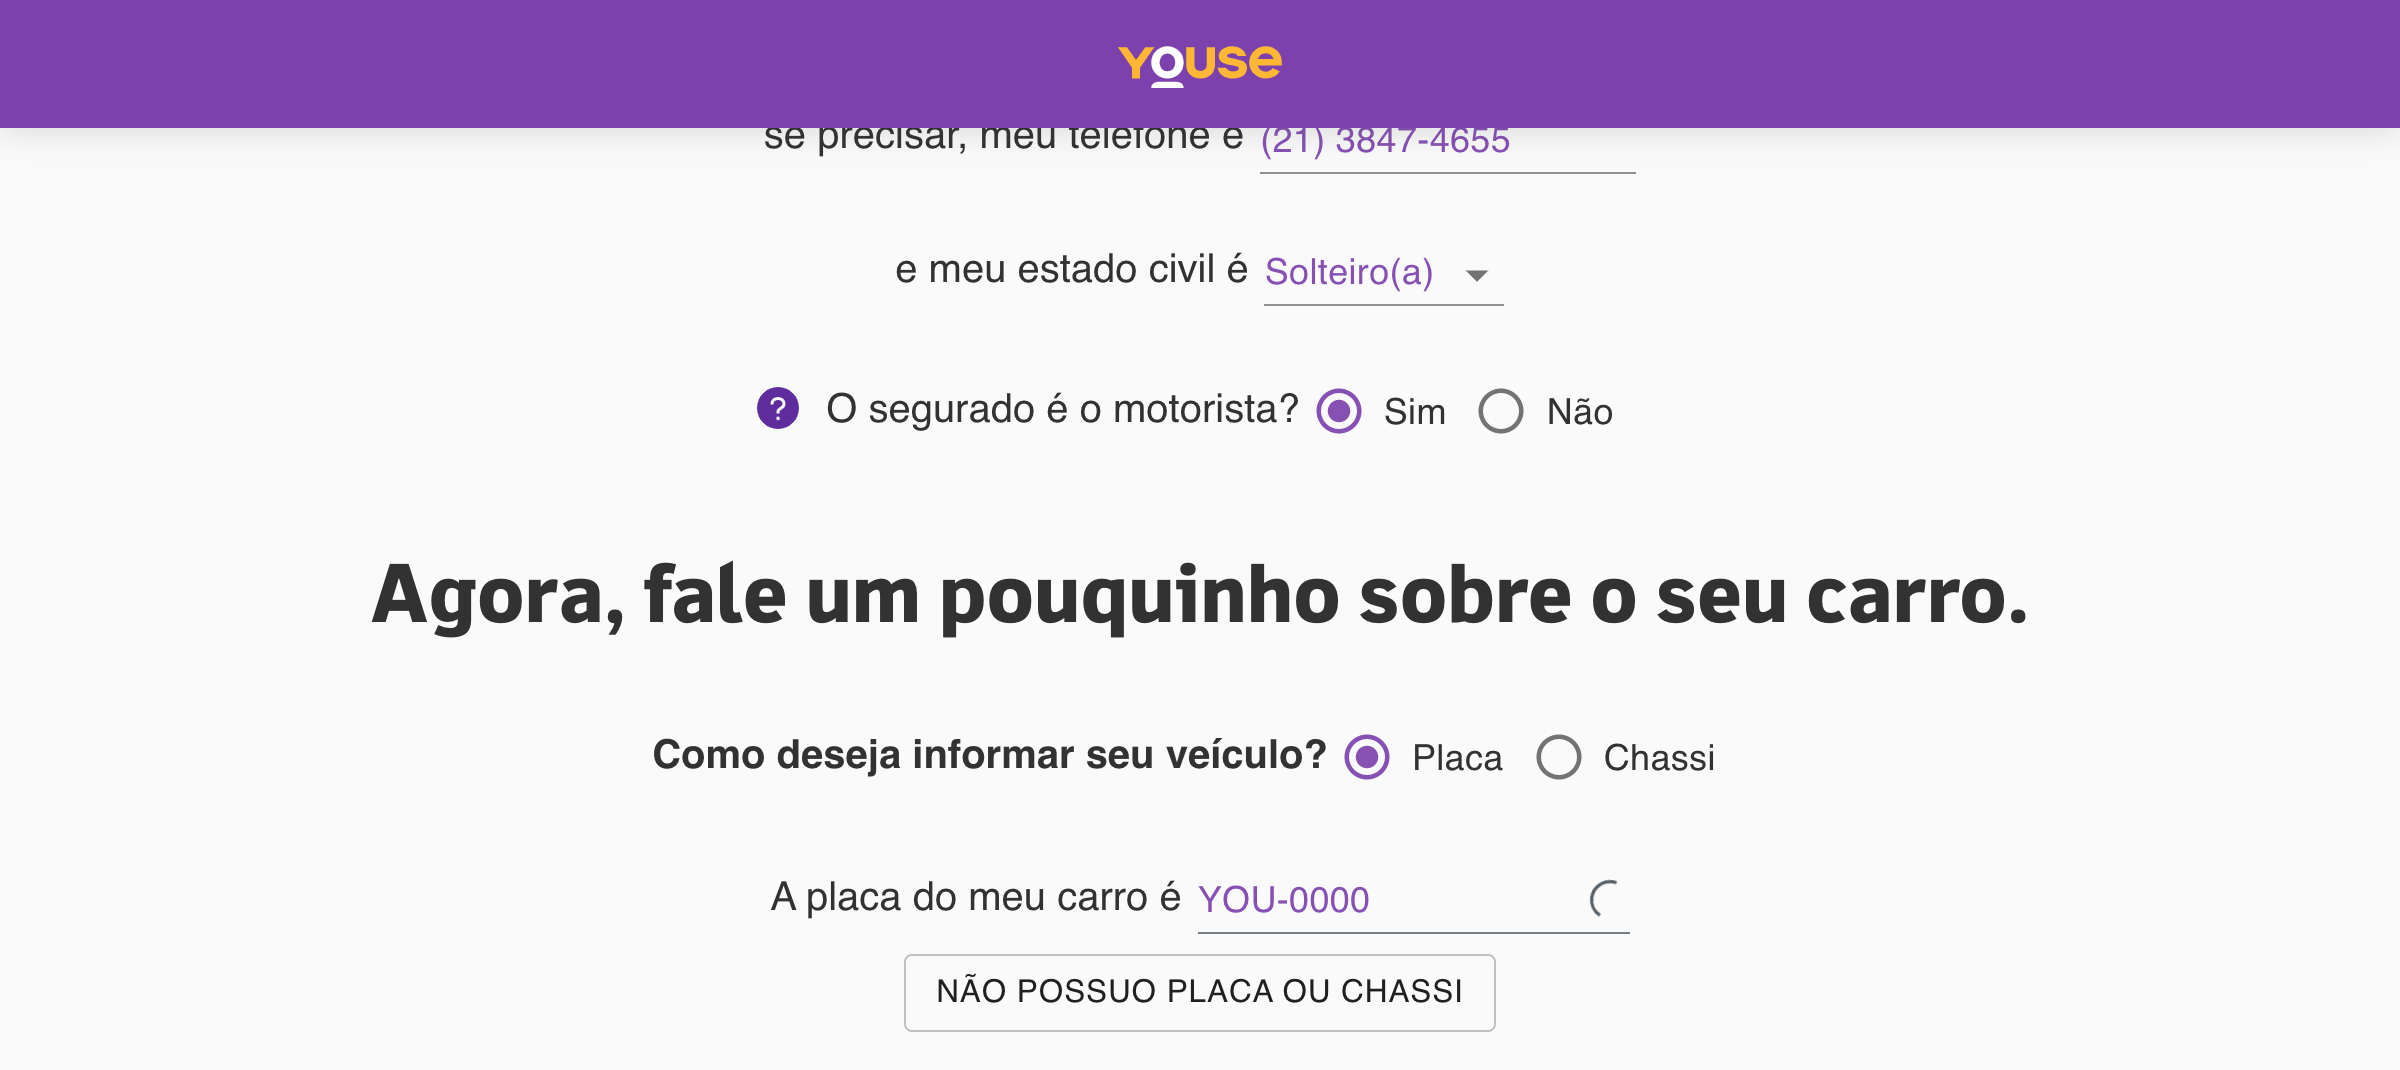 Youse
se precisar, meu telefone é (21) 3847-4655
e meu estado civil é Solteiro(a)
? O segurado é o motorista? Sim Não
Agora, fale um pouquinho sobre o seu carro.
Como deseja informar seu veículo? Placa Chassi
A placa do meu carro é YOU-0000
NÃO POSSUO PLACA OU CHASSI